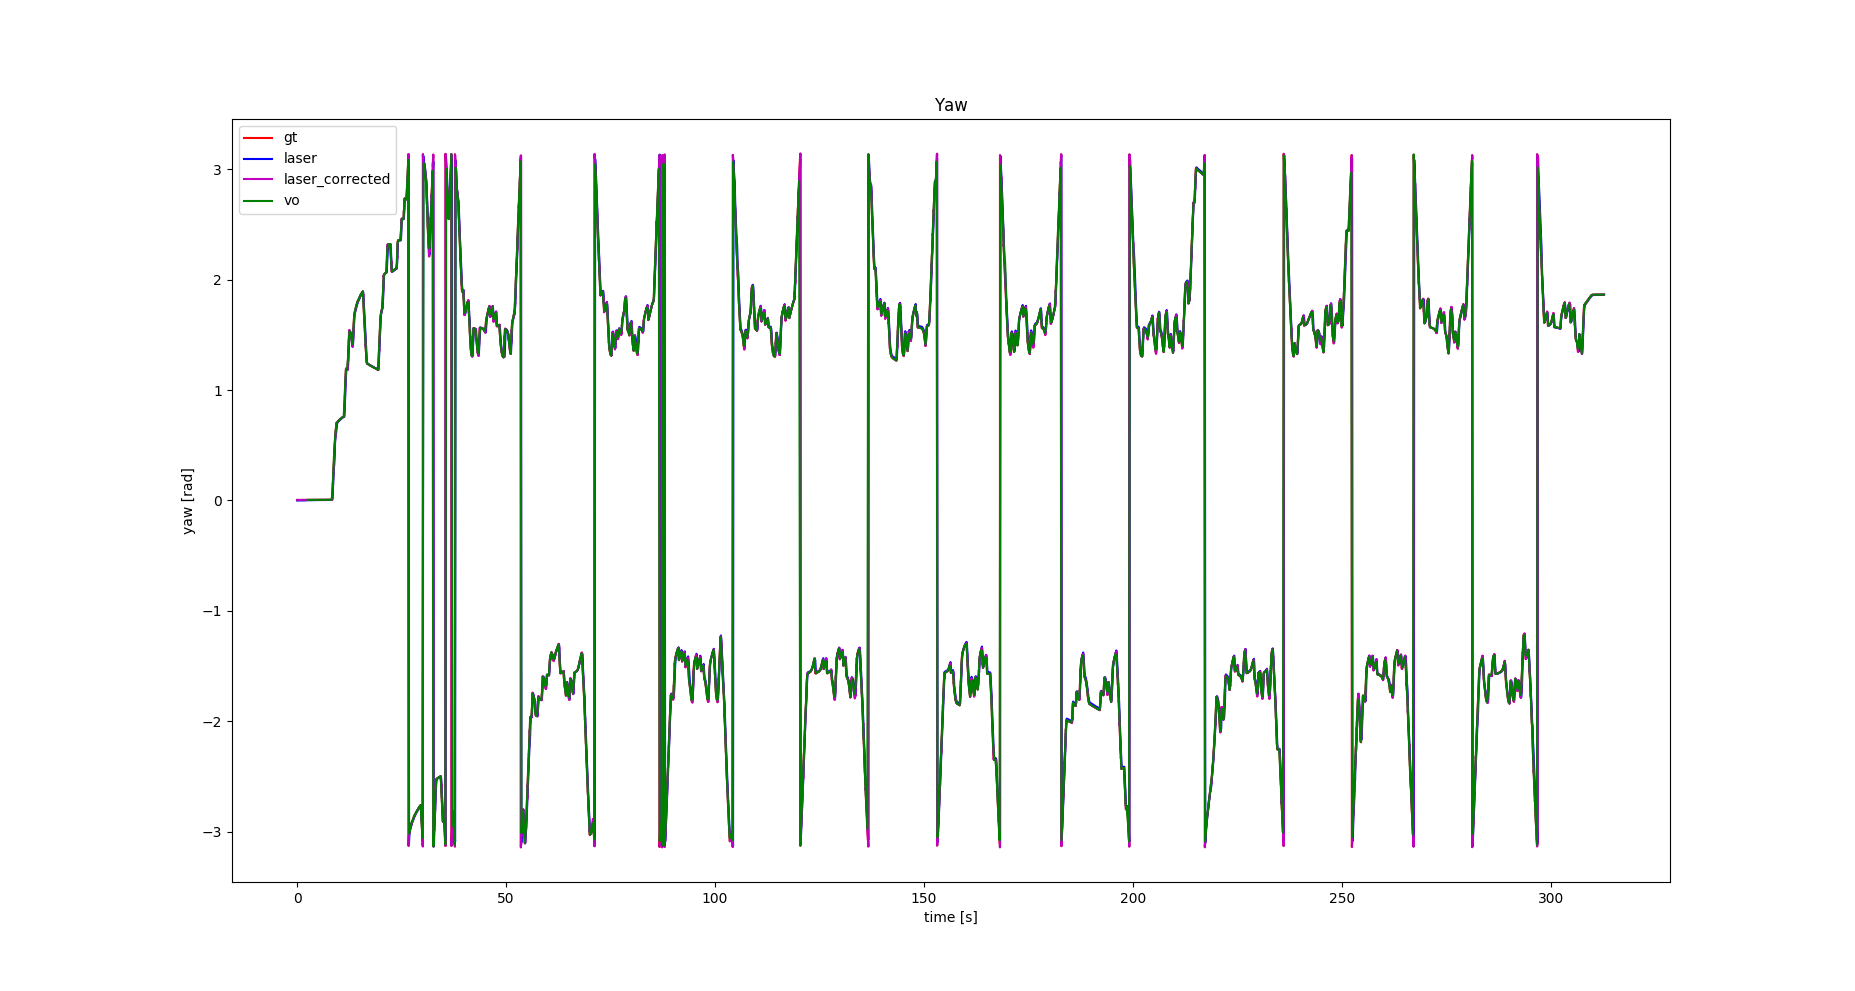 Yaw
gt
laser
laser_corrected
vo
3
2
1
0
−1
−2
−3
yaw [rad]
0 50 100 150 200 250 300
time [s]